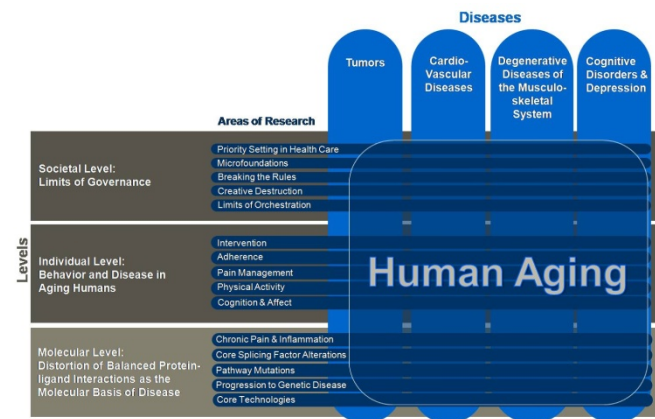 Diseases
Tumors
Cardio-
Vascular
Diseases
Degenerative
Diseases of
the Musculo-
skeletal
System
Cognitive
Disorders &
Depression
Areas of Research
Levels
Societal Level:
Limits of Governance
Priority Setting in Health Care
Microfoundations
Breaking the Rules
Creative Destruction
Limits of Orchestration
Individual Level:
Behavior and Disease in
Aging Humans
Intervention
Adherence
Pain Management
Physical Activity
Cognition & Affect
Human Aging
Molecular Level:
Distortion of Balanced Protein-
ligand Interactions as the
Molecular Basis of Disease
Chronic Pain & Inflammation
Core Splicing Factor Alterations
Pathway Mutations
Progression to Genetic Disease
Core Technologies